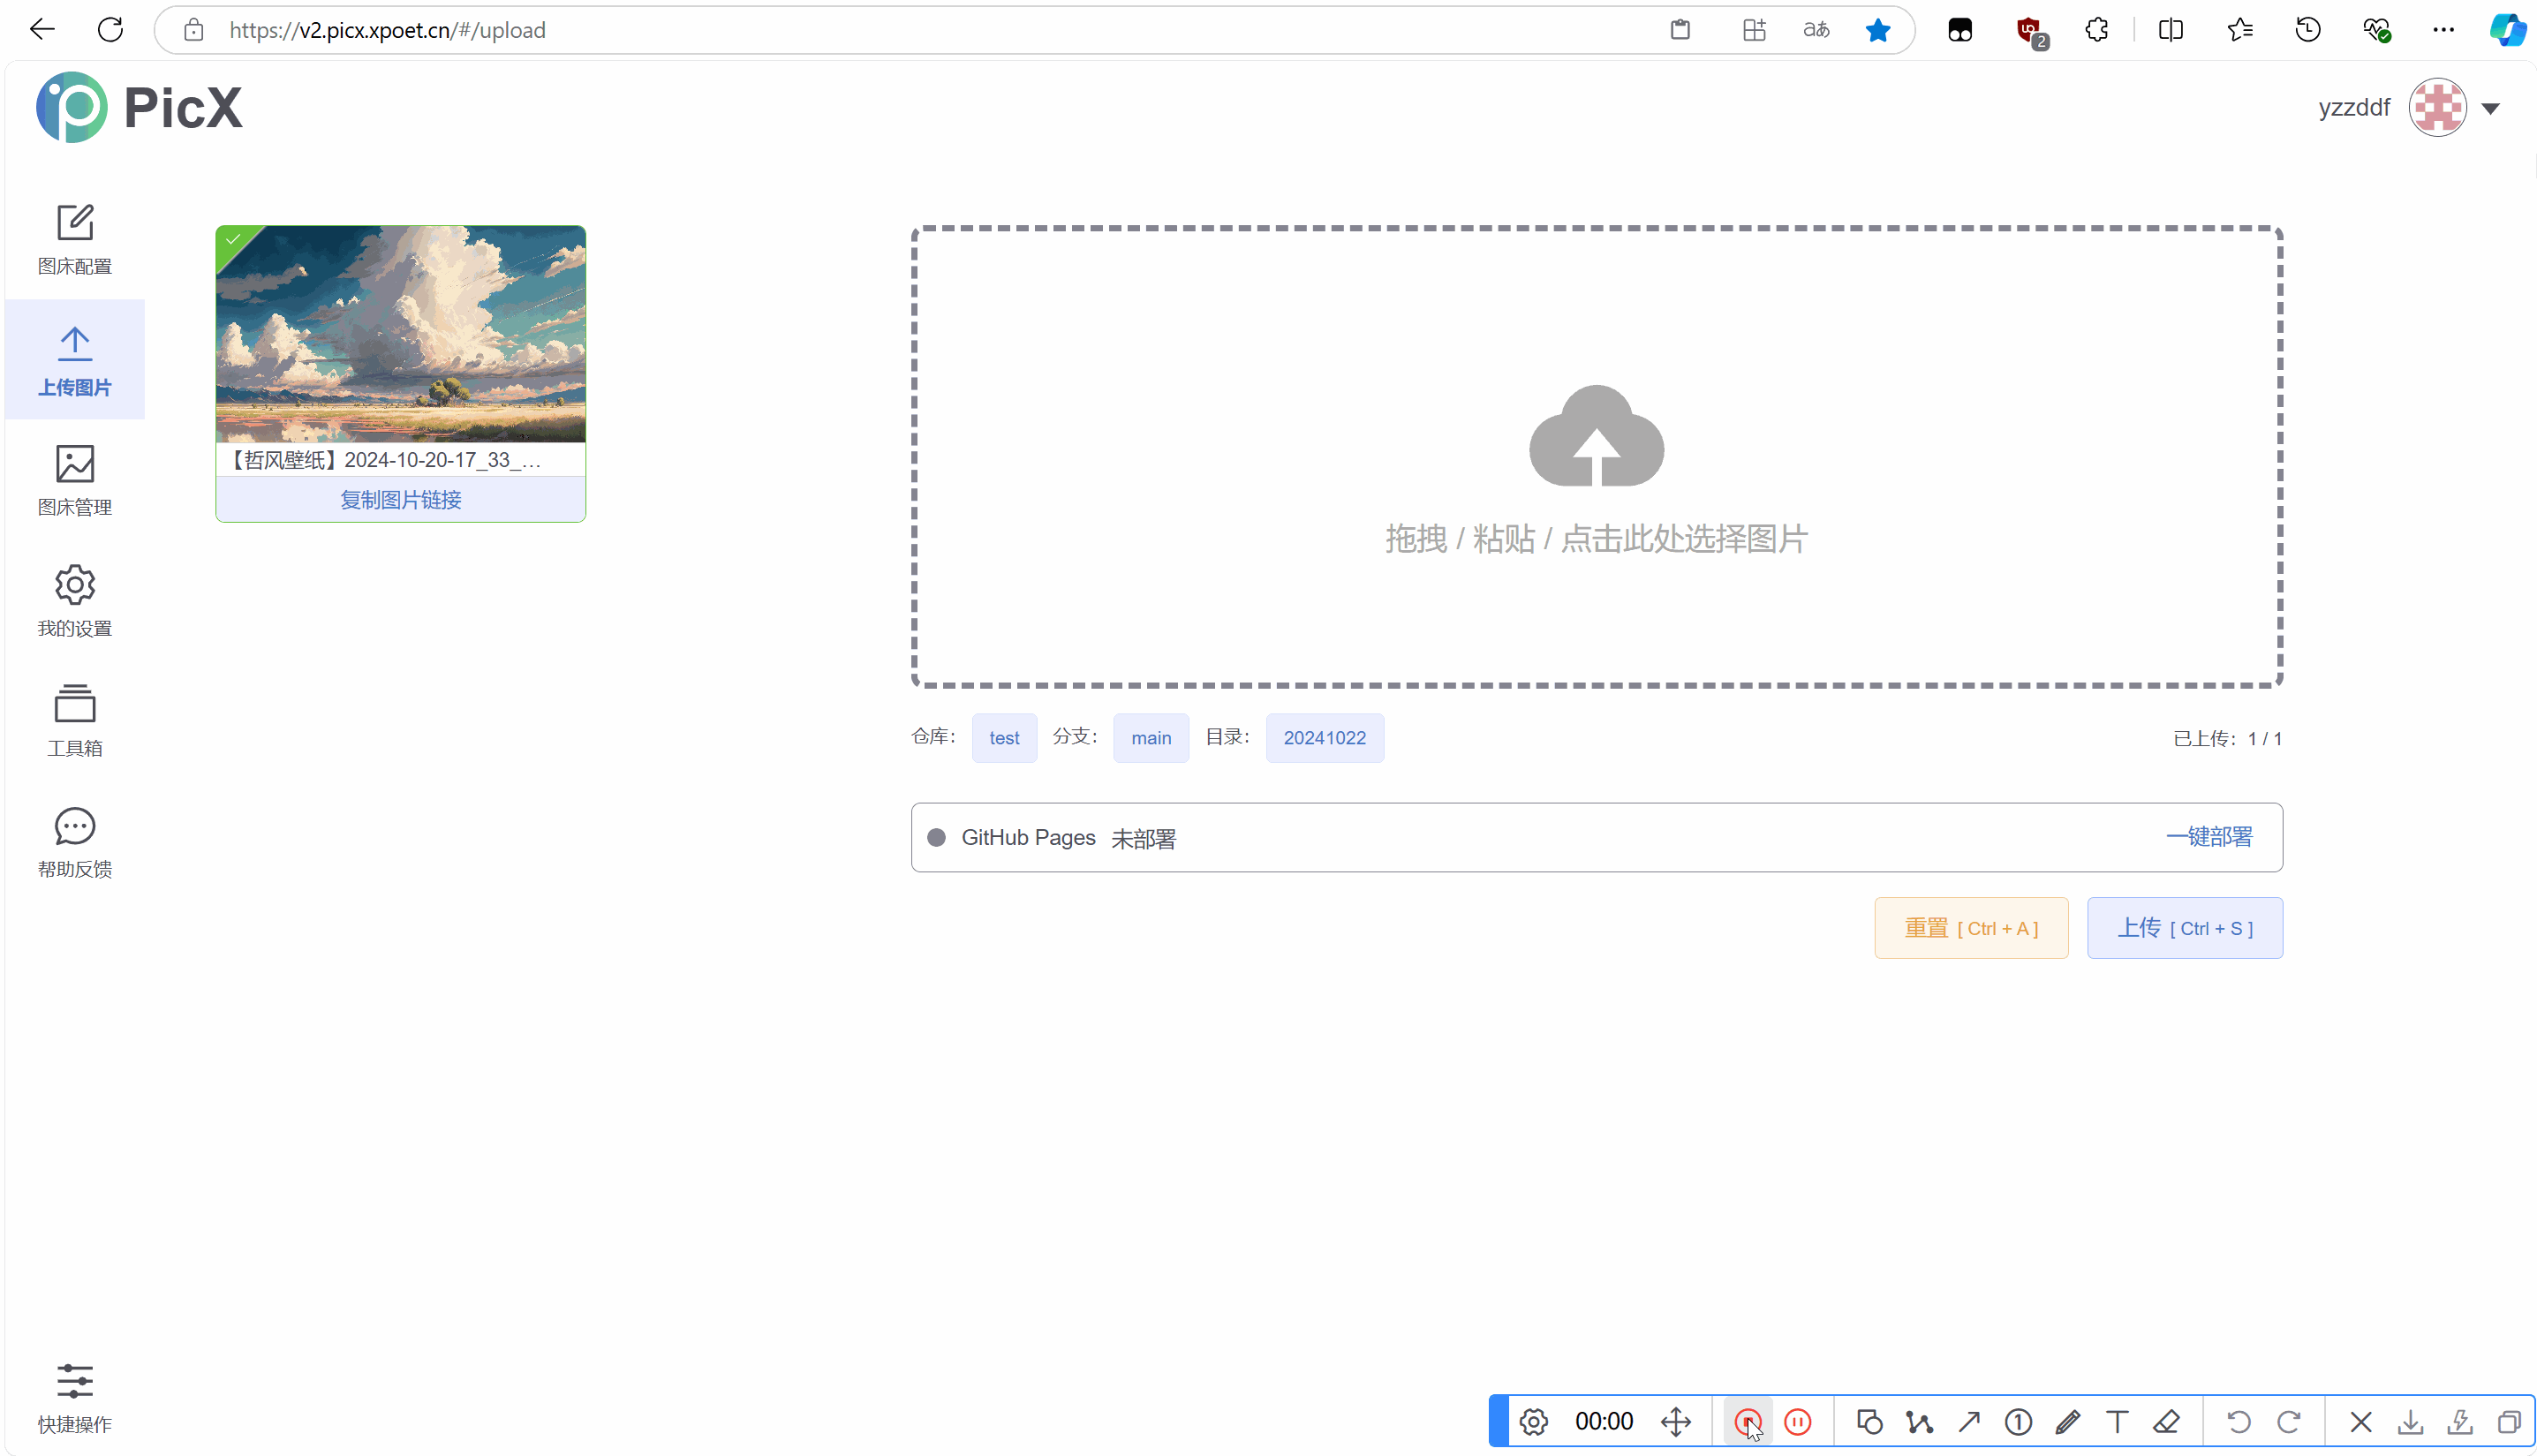 https://v2.picx.xpoet.cn/#/upload
2
PicX
yzzddf
图床配置
上传图片
图床管理
我的设置
工具箱
帮助反馈
快捷操作
【哲风壁纸】2024-10-20-17_33_...
复制图片链接
拖拽 / 粘贴 / 点击此处选择图片
仓库: test 分支: main 目录: 20241022 已上传: 1 / 1
GitHub Pages 未部署 一键部署
重置 [ Ctrl + A ] 上传 [ Ctrl + S ]
00:00